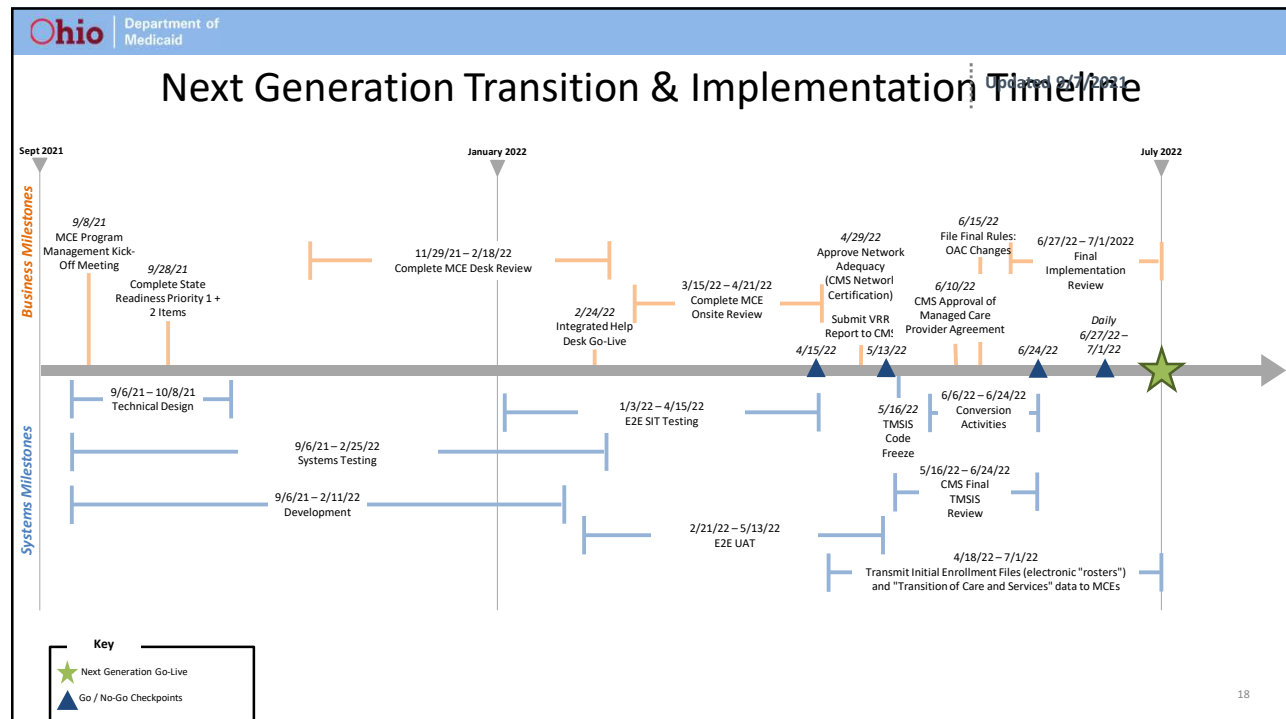 Ohio
Department of
Medicaid
Next Generation Transition & Implementation Timeline
Updated 9/7/2021
Sept 2021
January 2022
July 2022
Business Milestones
9/8/21
MCE Program
Management Kick-
Off Meeting
9/28/21
Complete State
Readiness Priority 1 +
2 Items
11/29/21 – 2/18/22
Complete MCE Desk Review
2/24/22
Integrated Help
Desk Go-Live
3/15/22 – 4/21/22
Complete MCE
Onsite Review
4/15/22
4/29/22
Approve Network
Adequacy
(CMS Network
Certification)
Submit VRR
Report to CMS
5/13/22
6/10/22
CMS Approval of
Managed Care
Provider Agreement
6/15/22
File Final Rules:
OAC Changes
6/24/22
6/27/22 – 7/1/2022
Final
Implementation
Review
Daily
6/27/22 –
7/1/22
Systems Milestones
9/6/21 – 10/8/21
Technical Design
9/6/21 – 2/25/22
Systems Testing
9/6/21 – 2/11/22
Development
1/3/22 – 4/15/22
E2E SIT Testing
2/21/22 – 5/13/22
E2E UAT
5/16/22
TMSIS
Code
Freeze
6/6/22 – 6/24/22
Conversion
Activities
5/16/22 – 6/24/22
CMS Final
TMSIS
Review
4/18/22 – 7/1/22
Transmit Initial Enrollment Files (electronic "rosters")
and "Transition of Care and Services" data to MCEs
Key
Next Generation Go-Live
Go / No-Go Checkpoints
18